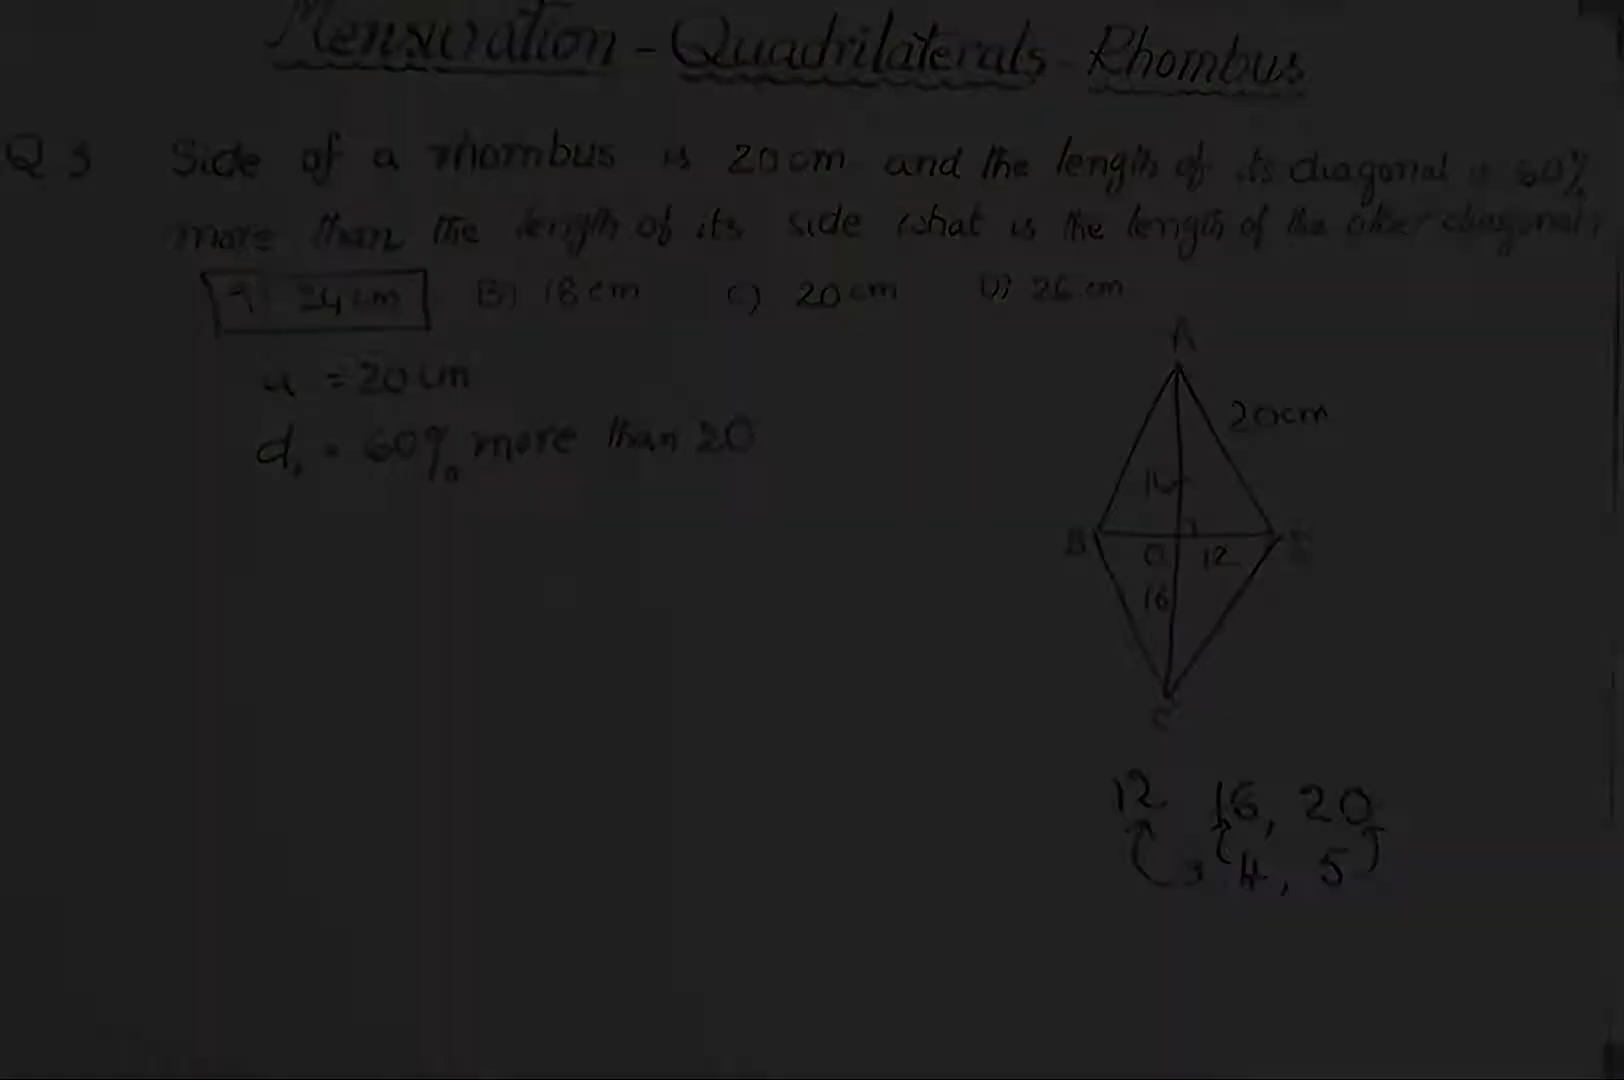 Mensuration - Quadrilaterals - Rhombus
Q 3 Side of a rhombus is 20cm and the length of its diagonal is 60%
more than the length of its side what is the length of the other diagonal?
24 cm B) 18 cm C) 20 cm D) 26 cm
= 20 cm
d₁ = 60% more than 20
A
20cm
16
B
O 12
16
C
12 16, 20
3 4, 5